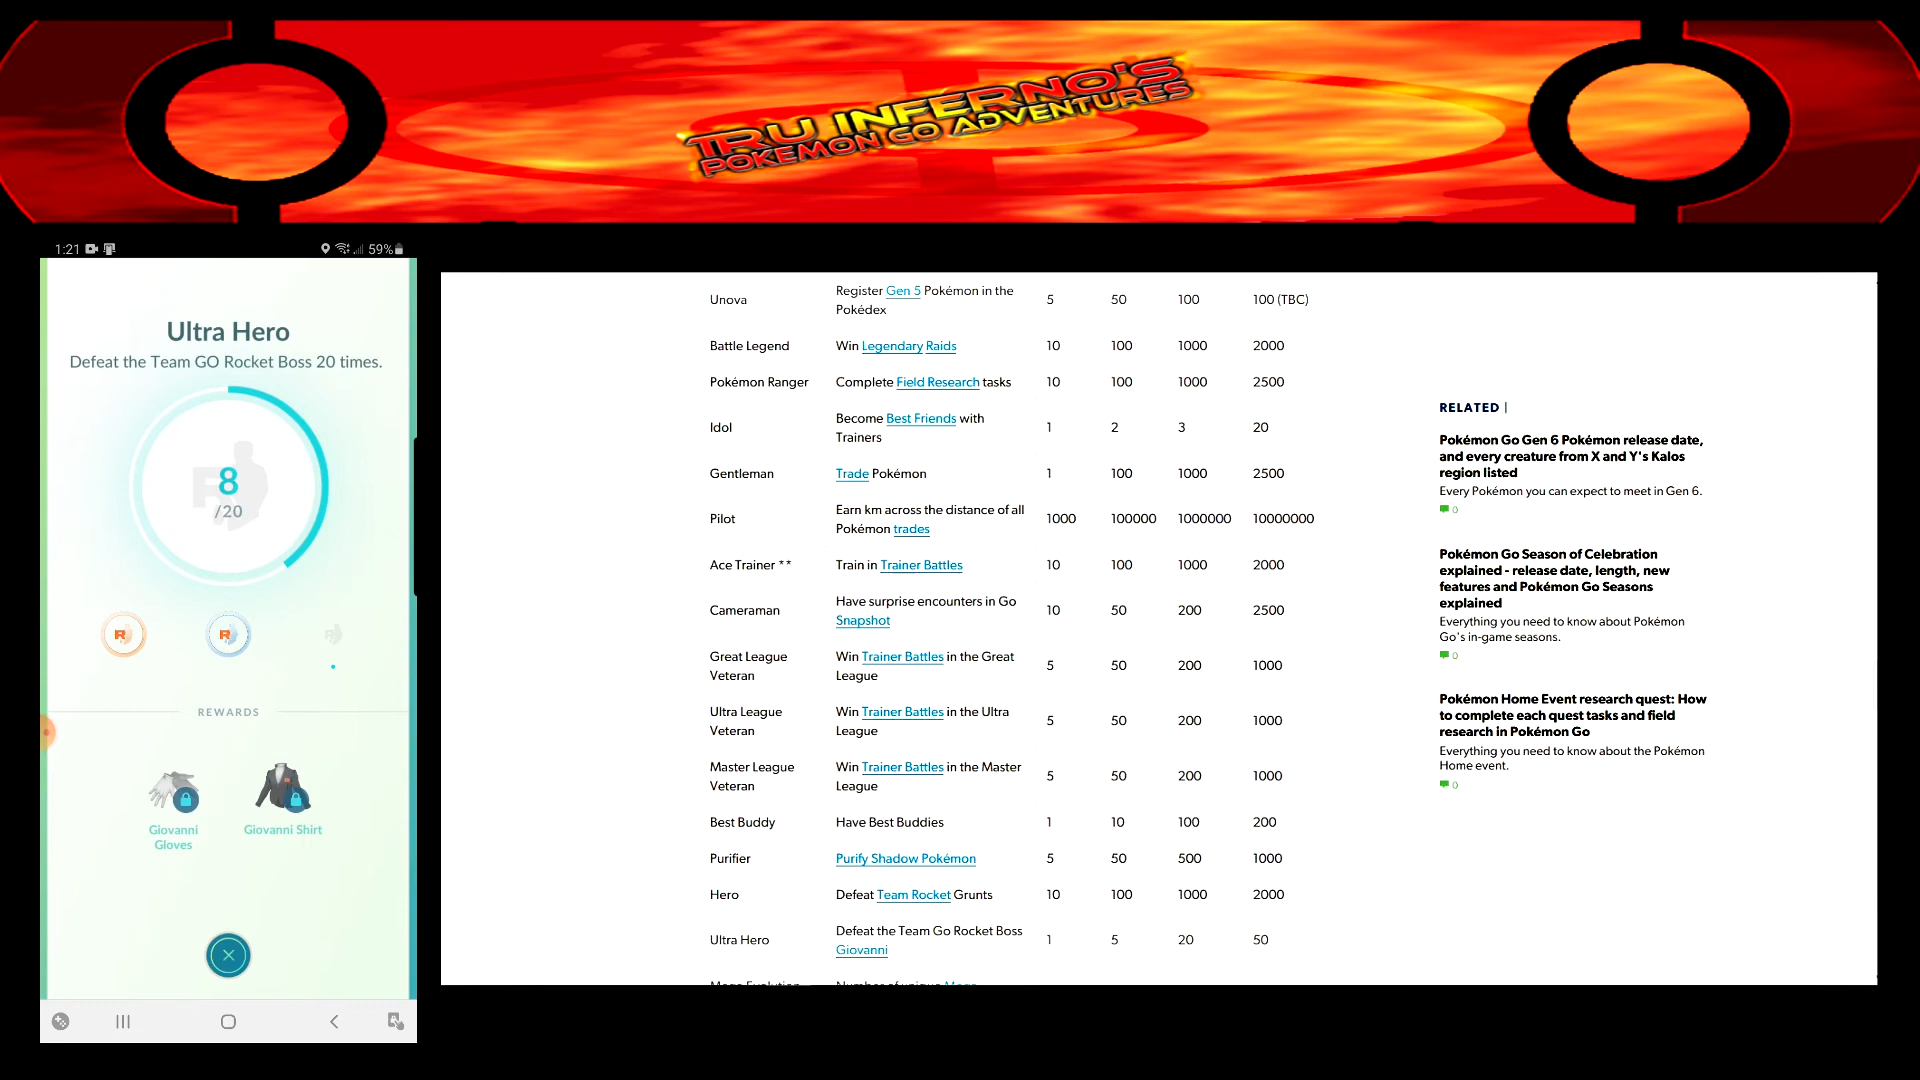 TRU INFERNO'S
POKEMON GO ADVENTURES
1:21
59%
Ultra Hero
Defeat the Team GO Rocket Boss 20 times.
8
/20
R
R
REWARDS
Giovanni
Gloves
Giovanni Shirt
Unova Register Gen 5 Pokémon in the Pokédex 5 50 100 100 (TBC)
Battle Legend Win Legendary Raids 10 100 1000 2000
Pokémon Ranger Complete Field Research tasks 10 100 1000 2500
Idol Become Best Friends with Trainers 1 2 3 20
Gentleman Trade Pokémon 1 100 1000 2500
Pilot Earn km across the distance of all Pokémon trades 1000 100000 1000000 10000000
Ace Trainer ** Train in Trainer Battles 10 100 1000 2000
Cameraman Have surprise encounters in Go Snapshot 10 50 200 2500
Great League Veteran Win Trainer Battles in the Great League 5 50 200 1000
Ultra League Veteran Win Trainer Battles in the Ultra League 5 50 200 1000
Master League Veteran Win Trainer Battles in the Master League 5 50 200 1000
Best Buddy Have Best Buddies 1 10 100 200
Purifier Purify Shadow Pokémon 5 50 500 1000
Hero Defeat Team Rocket Grunts 10 100 1000 2000
Ultra Hero Defeat the Team Go Rocket Boss Giovanni 1 5 20 50
RELATED |
Pokémon Go Gen 6 Pokémon release date,
and every creature from X and Y's Kalos
region listed
Every Pokémon you can expect to meet in Gen 6.
0
Pokémon Go Season of Celebration
explained - release date, length, new
features and Pokémon Go Seasons
explained
Everything you need to know about Pokémon
Go's in-game seasons.
0
Pokémon Home Event research quest: How
to complete each quest tasks and field
research in Pokémon Go
Everything you need to know about the Pokémon
Home event.
0